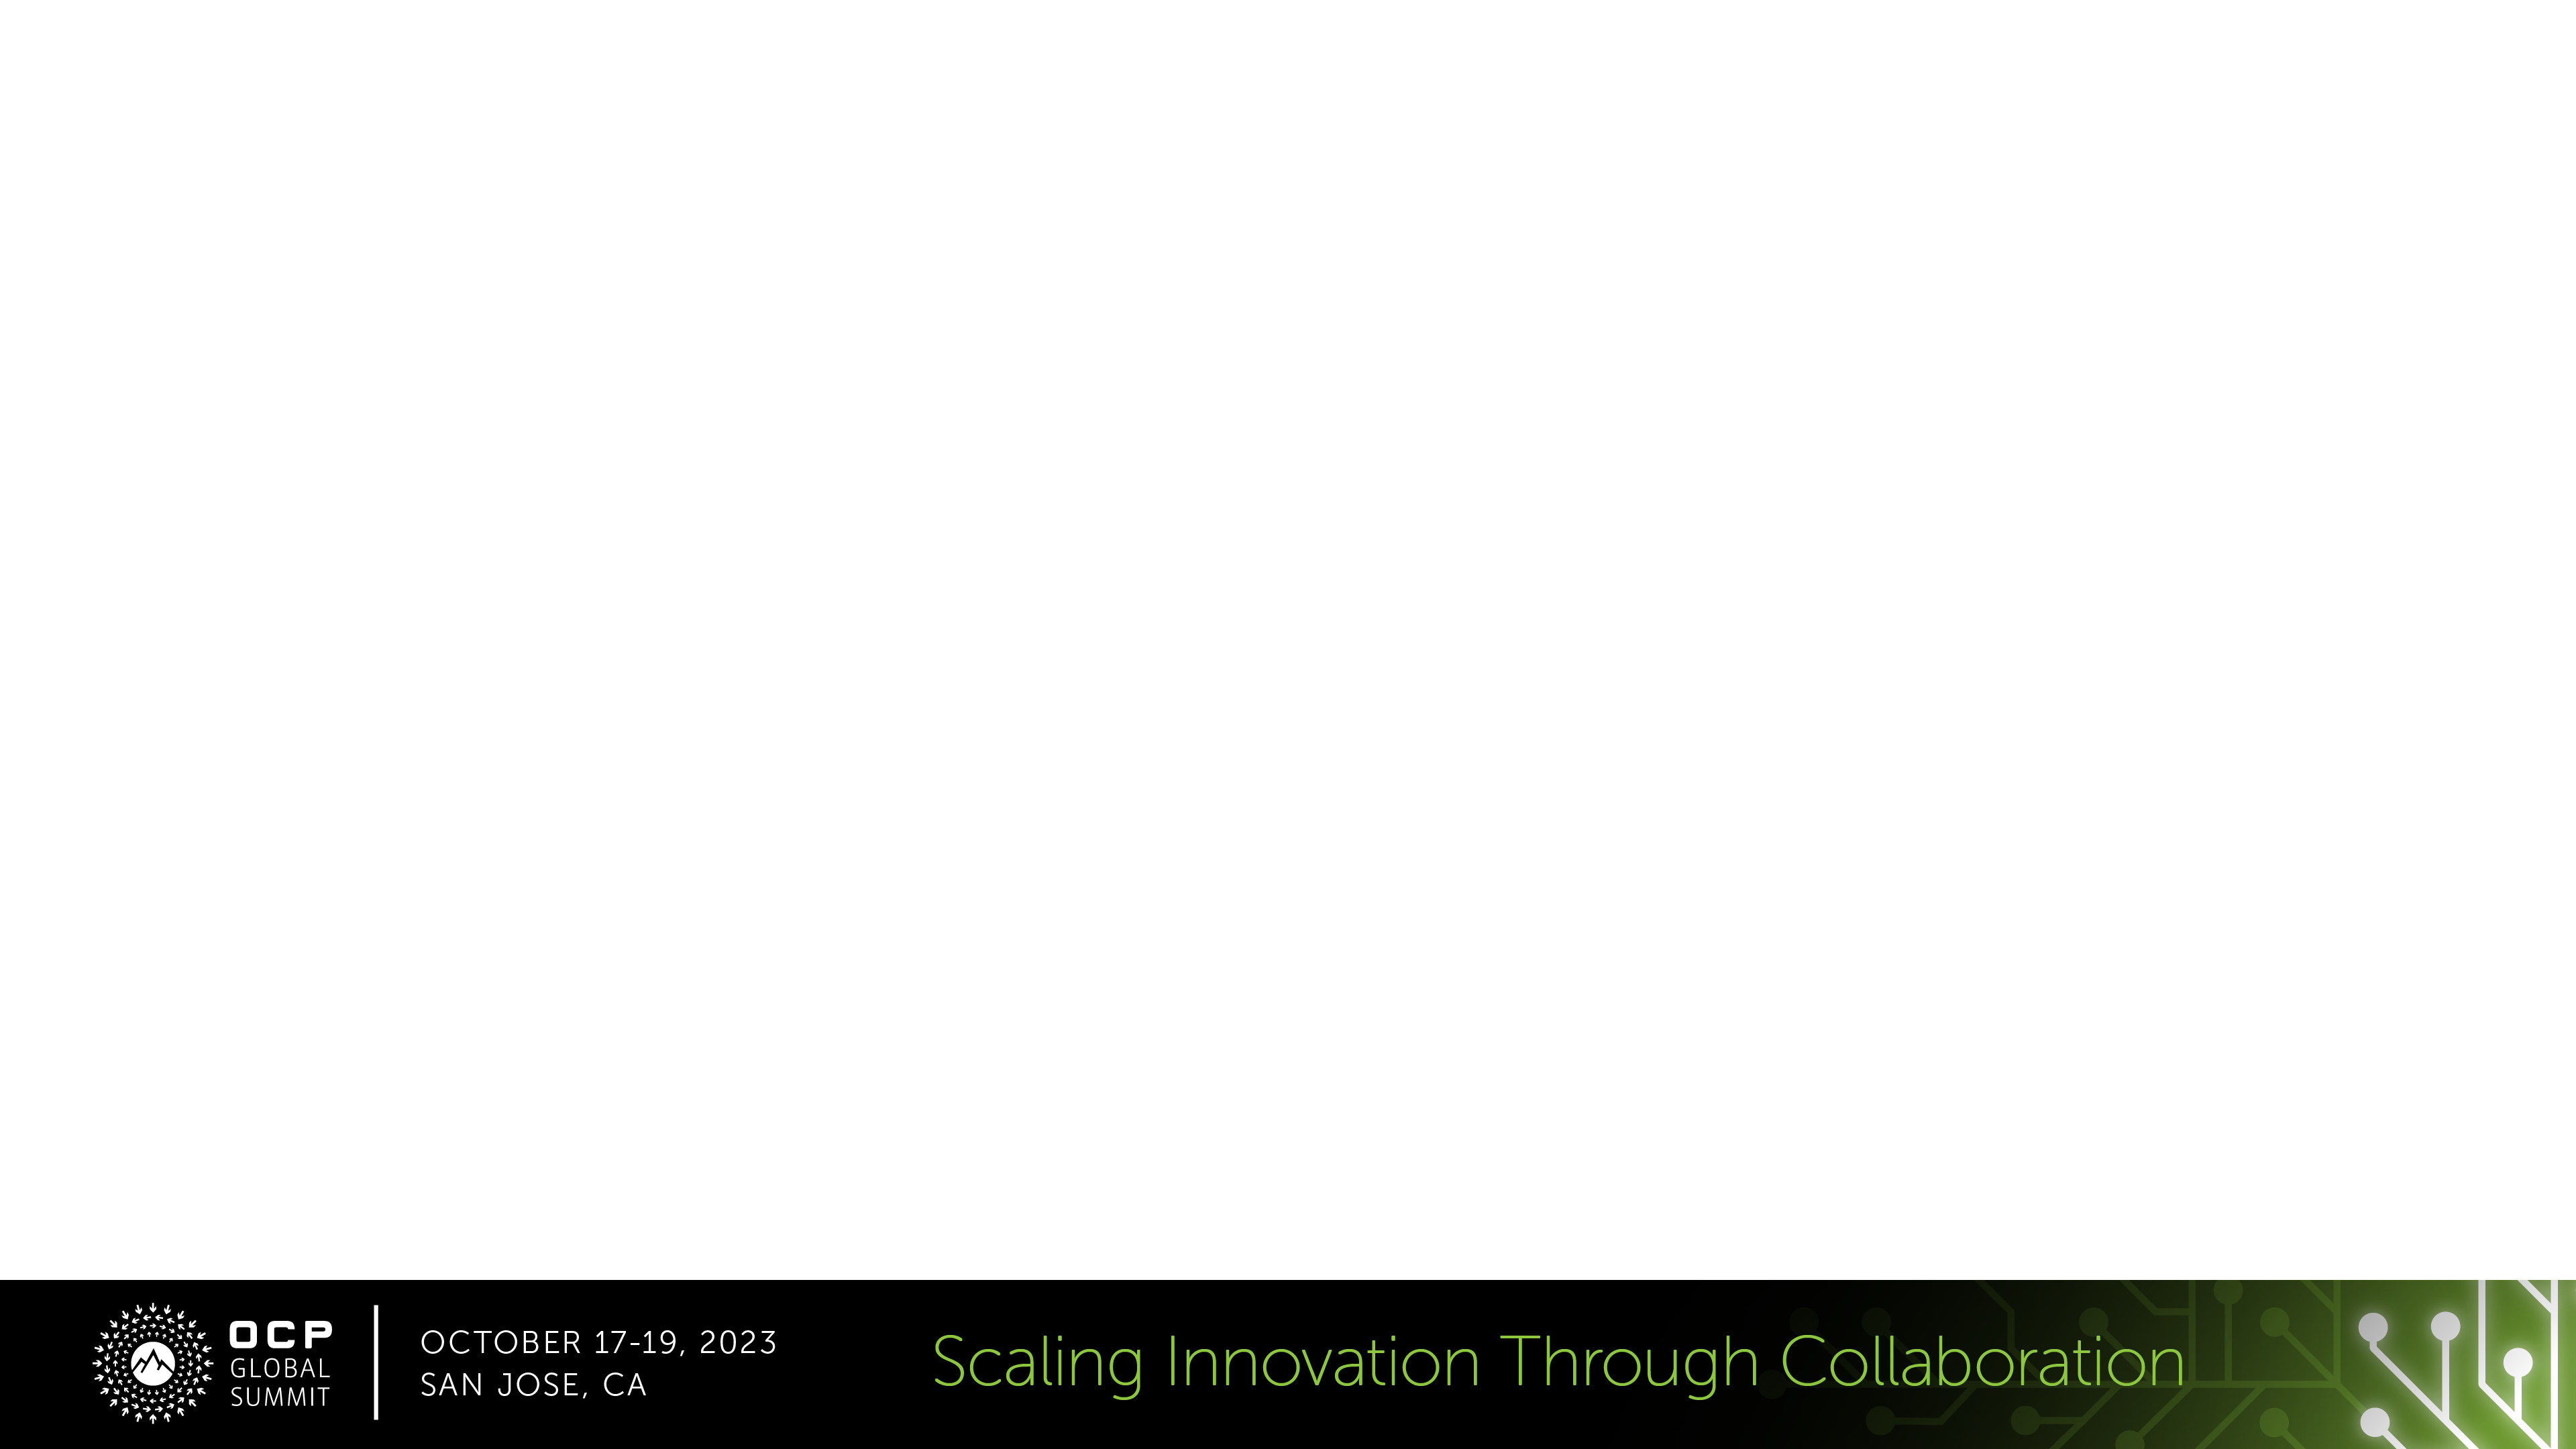 OCP
GLOBAL
SUMMIT
OCTOBER 17-19, 2023
SAN JOSE, CA
Scaling Innovation Through Collaboration